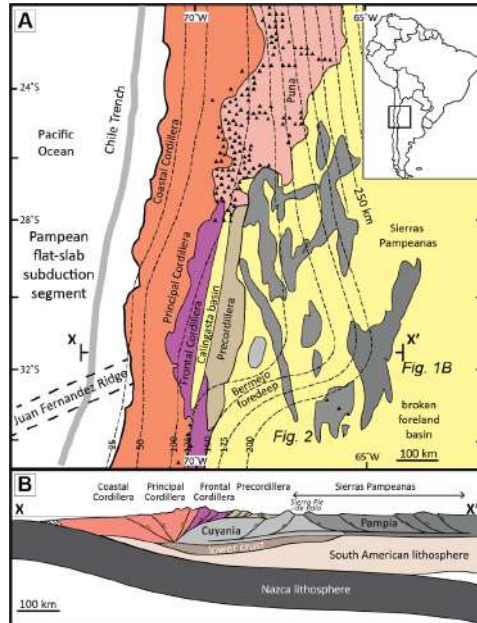 A
70°W
65°W
24°S
Pacific
Ocean
Chile Trench
Coastal Cordillera
Puna
250 km
28°S
Pampean
flat-slab
subduction
segment
Principal Cordillera
Frontal Cordillera
Calingasta basin
Precordillera
Sierras
Pampeanas
X
X'
Fig. 1B
32°S
Juan Fernandez Ridge
Bermejo
foredeep
broken
foreland
basin
25
50
100
125
200
Fig. 2
70°W
65°W
100 km
B
Coastal
Cordillera
Principal
Cordillera
Frontal
Cordillera
Precordillera
Sierras Pampeanas
X
X'
Sierra Pie
de Palo
Cuyania
Pampia
lower crust
South American lithosphere
Nazca lithosphere
100 km